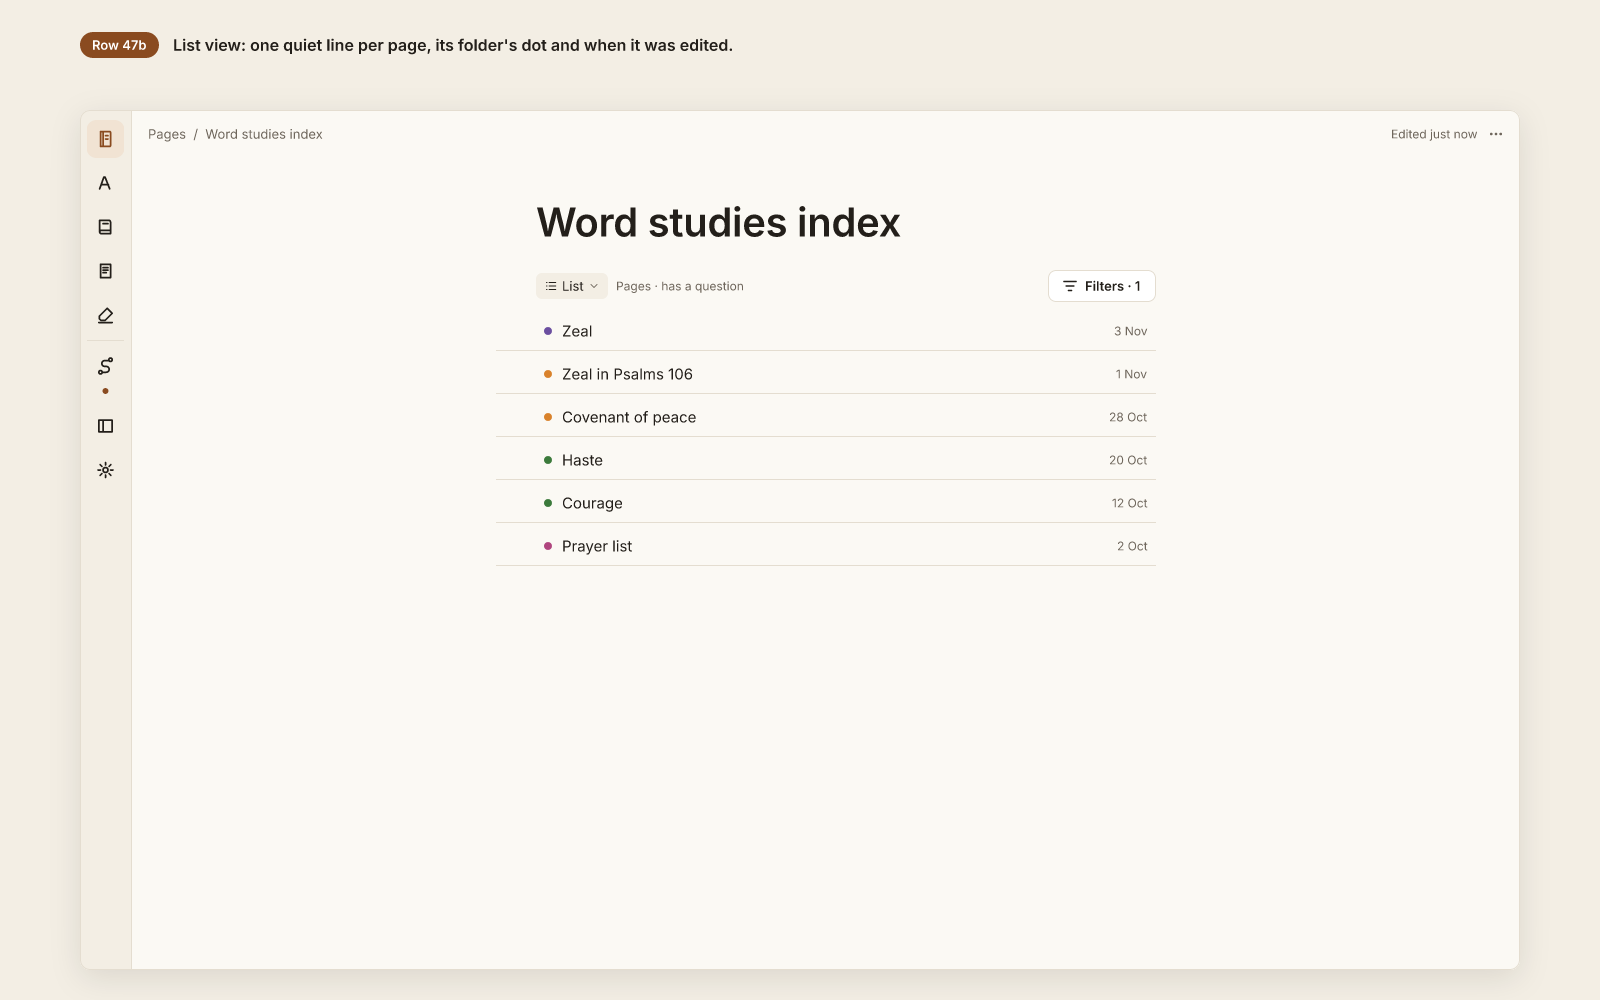 Row 47b
List view: one quiet line per page, its folder's dot and when it was edited.
Pages / Word studies index
Edited just now
Word studies index
List
Pages · has a question
Filters · 1
Zeal
3 Nov
Zeal in Psalms 106
1 Nov
Covenant of peace
28 Oct
Haste
20 Oct
Courage
12 Oct
Prayer list
2 Oct